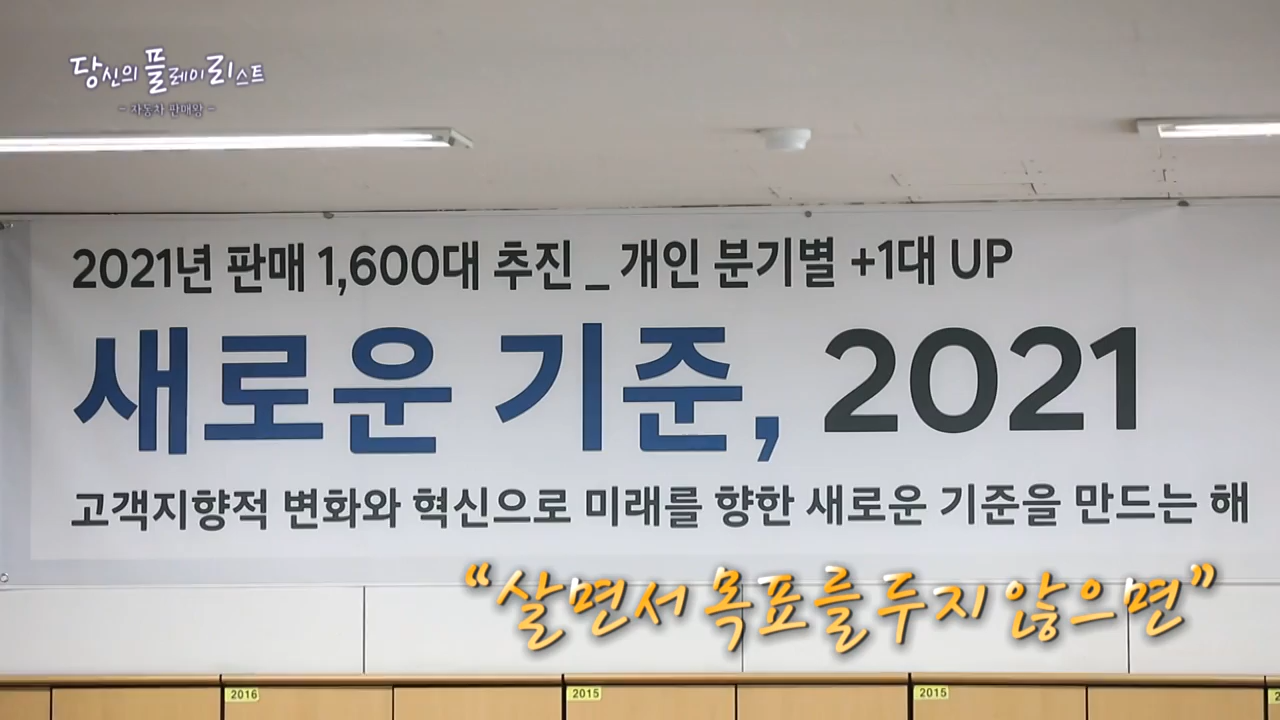 당신의 플레이리스트
- 자동차 판매왕 -
2021년 판매 1,600대 추진 _ 개인 분기별 +1대 UP
새로운 기준, 2021
고객지향적 변화와 혁신으로 미래를 향한 새로운 기준을 만드는 해
“살면서 목표를 두지 않으면”
2016
2015
2015